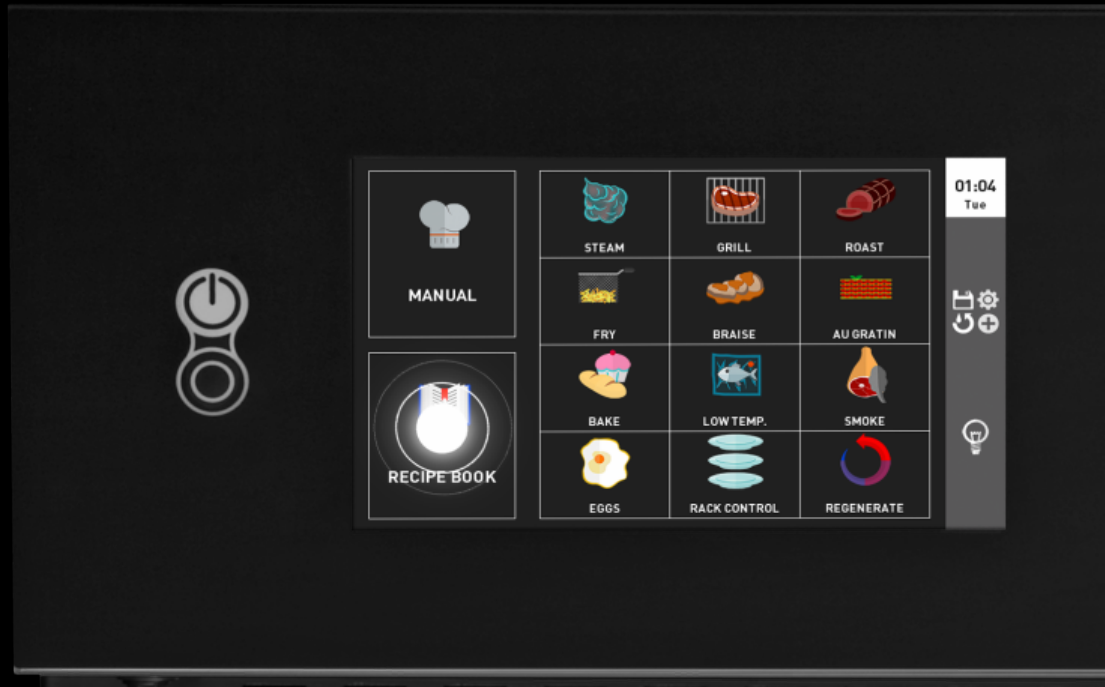 MANUAL
RECIPE BOOK
STEAM
GRILL
ROAST
FRY
BRAISE
AU GRATIN
BAKE
LOW TEMP.
SMOKE
EGGS
RACK CONTROL
REGENERATE
01:04
Tue